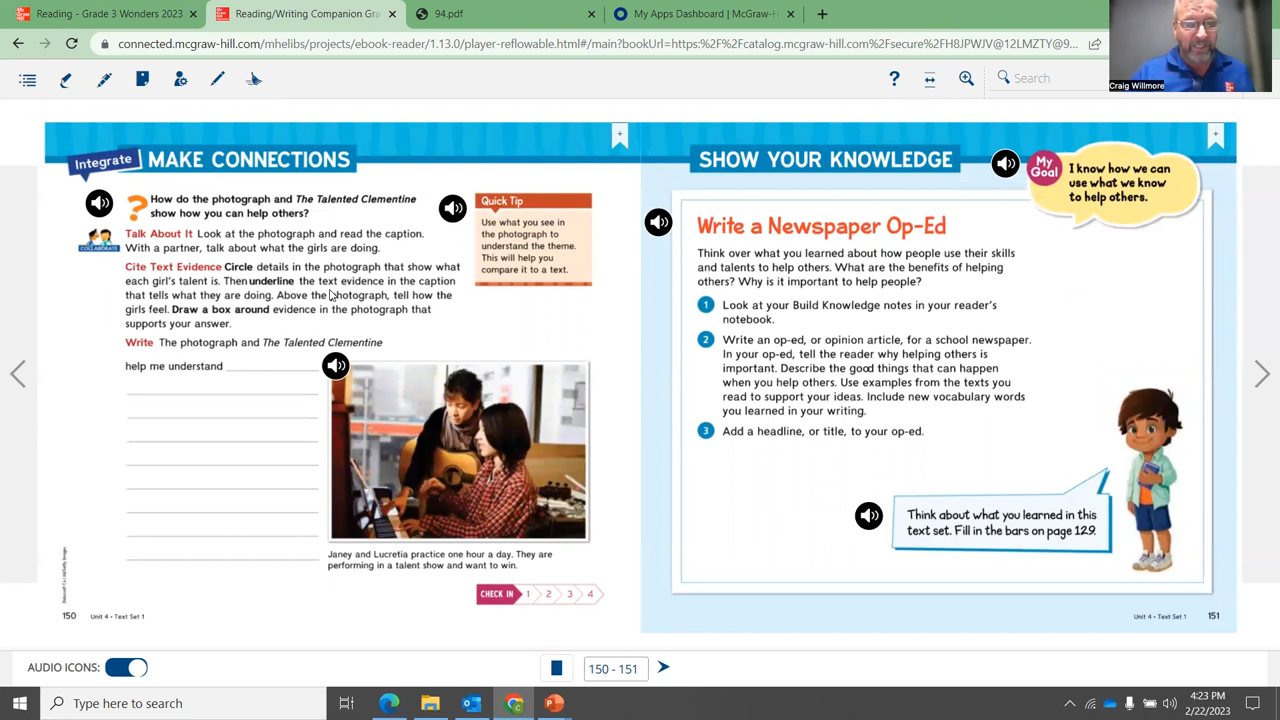 Reading - Grade 3 Wonders 2023
Reading/Writing Companion Gra
94.pdf
My Apps Dashboard | McGraw-H
connected.mcgraw-hill.com/mhelibs/projects/ebook-reader/1.13.0/player-reflowable.html#/main?bookUrl=https:%2F%2Fcatalog.mcgraw-hill.com%2Fsecure%2FH8JPWJV@12LMZTY@9...
Search
Craig Willmore
Integrate MAKE CONNECTIONS
How do the photograph and The Talented Clementine
show how you can help others?
COLLABORATE
Talk About It Look at the photograph and read the caption.
With a partner, talk about what the girls are doing.
Cite Text Evidence Circle details in the photograph that show what
each girl's talent is. Then underline the text evidence in the caption
that tells what they are doing. Above the photograph, tell how the
girls feel. Draw a box around evidence in the photograph that
supports your answer.
Write The photograph and The Talented Clementine
help me understand
Quick Tip
Use what you see in
the photograph to
understand the theme.
This will help you
compare it to a text.
Janey and Lucretia practice one hour a day. They are
performing in a talent show and want to win.
CHECK IN 1 2 3 4
150 Unit 4 • Text Set 1
SHOW YOUR KNOWLEDGE
My
Goal
I know how we can
use what we know
to help others.
Write a Newspaper Op-Ed
Think over what you learned about how people use their skills
and talents to help others. What are the benefits of helping
others? Why is it important to help people?
1 Look at your Build Knowledge notes in your reader's
notebook.
2 Write an op-ed, or opinion article, for a school newspaper.
In your op-ed, tell the reader why helping others is
important. Describe the good things that can happen
when you help others. Use examples from the texts you
read to support your ideas. Include new vocabulary words
you learned in your writing.
3 Add a headline, or title, to your op-ed.
Think about what you learned in this
text set. Fill in the bars on page 129.
Unit 4 • Text Set 1 151
AUDIO ICONS:
150 - 151
Type here to search
4:23 PM
2/22/2023